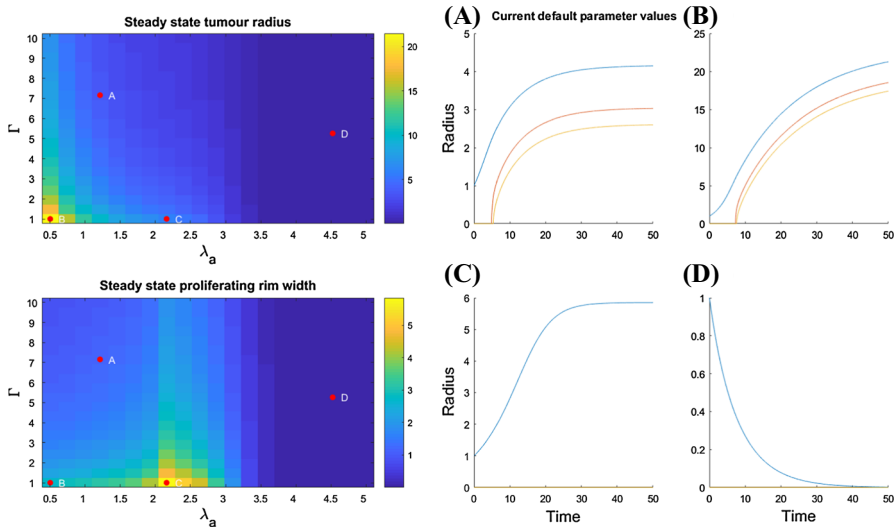 Steady state tumour radius
10
9
8
7
6
5
4
3
2
1
Γ
0.5 1 1.5 2 2.5 3 3.5 4 4.5 5
λa
20
15
10
5
A
B
C
D
Steady state proliferating rim width
10
9
8
7
6
5
4
3
2
1
Γ
0.5 1 1.5 2 2.5 3 3.5 4 4.5 5
λa
5
4
3
2
1
0
A
B
C
D
(A) Current default parameter values
5
4
3
2
1
0
Radius
0 10 20 30 40 50
(B)
25
20
15
10
5
0
0 10 20 30 40 50
(C)
6
5
4
3
2
1
0
Radius
0 10 20 30 40 50
Time
(D)
1
0.8
0.6
0.4
0.2
0
0 10 20 30 40 50
Time